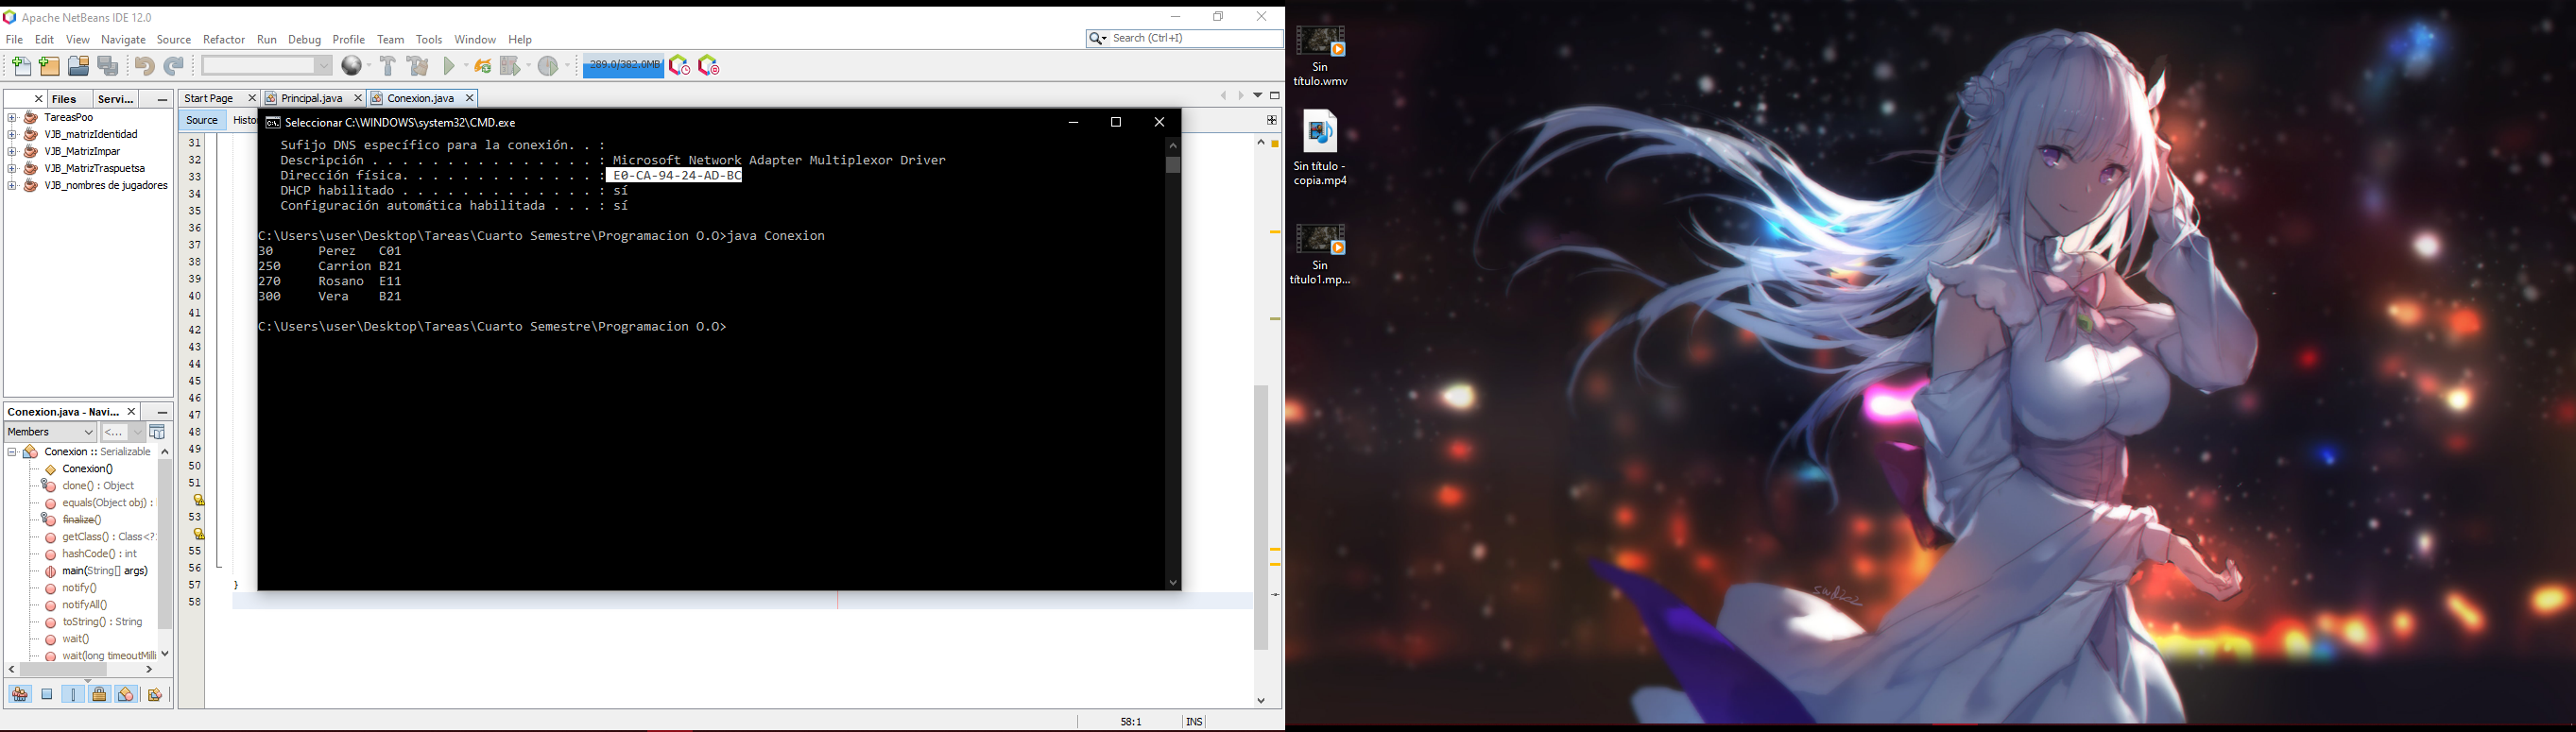 Apache NetBeans IDE 12.0
File Edit View Navigate Source Refactor Run Debug Profile Team Tools Window Help
Search (Ctrl+I)
289.0/382.0MB
Files Servi...
TareasPoo
VJB_matrizIdentidad
VJB_MatrizImpar
VJB_MatrizTraspuetsa
VJB_nombres de jugadores
Start Page Principal.java Conexion.java
Source Histo
31
32
33
34
35
36
37
38
39
40
41
42
43
44
45
46
47
48
49
50
51
53
55
56
57 }
58
Seleccionar C:\WINDOWS\system32\CMD.exe
Sufijo DNS específico para la conexión. . :
Descripción . . . . . . . . . . . . . . . : Microsoft Network Adapter Multiplexor Driver
Dirección física. . . . . . . . . . . . . : E0-CA-94-24-AD-BC
DHCP habilitado . . . . . . . . . . . . . : sí
Configuración automática habilitada . . . : sí
C:\Users\user\Desktop\Tareas\Cuarto Semestre\Programacion O.O>java Conexion
30 Perez C01
250 Carrion B21
270 Rosano E11
300 Vera B21
C:\Users\user\Desktop\Tareas\Cuarto Semestre\Programacion O.O>
Conexion.java - Navi...
Members <...
Conexion :: Serializable
Conexion()
clone() : Object
equals(Object obj) :
finalize()
getClass() : Class<?
hashCode() : int
main(String[] args)
notify()
notifyAll()
toString() : String
wait()
wait(long timeoutMilli
58:1 INS
Sin
título.wmv
Sin título -
copia.mp4
Sin
título1.mp...